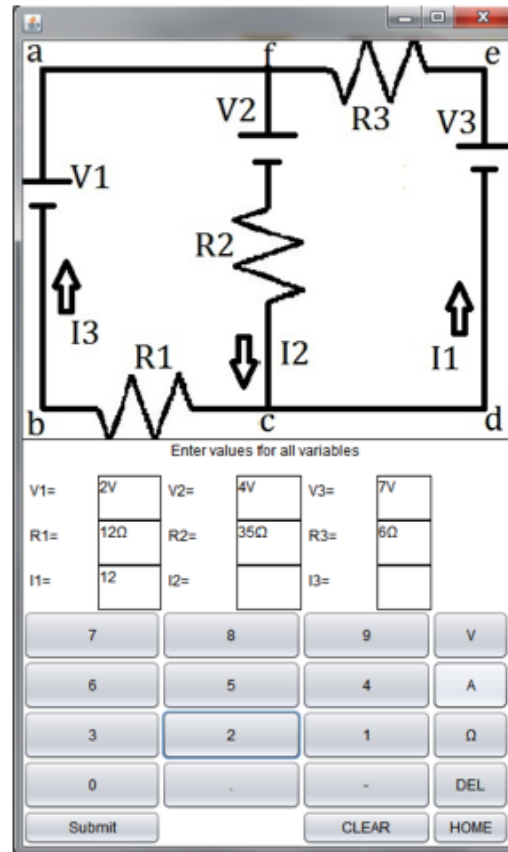 a f e
V2 R3 V3
V1
R2
I3 R1 I2 I1
b c d
Enter values for all variables
V1= 2V V2= 4V V3= 7V
R1= 12Ω R2= 35Ω R3= 6Ω
I1= 12 I2= I3=
7 8 9 V
6 5 4 A
3 2 1 Ω
0 . - DEL
Submit CLEAR HOME